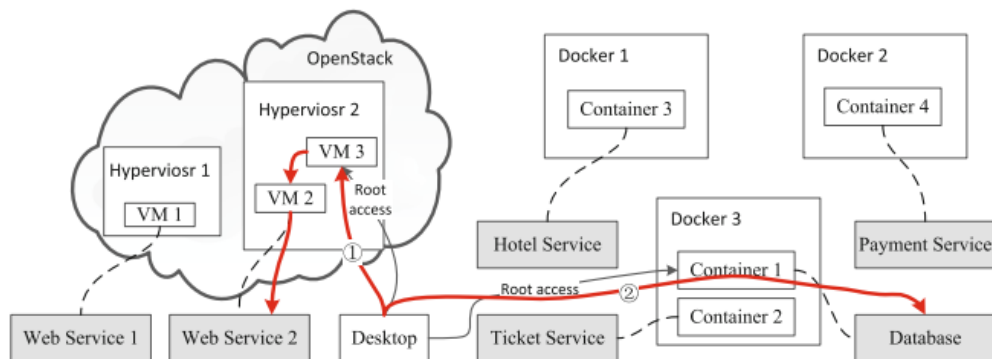 OpenStack
Docker 1
Docker 2
Hyperviosr 2
Container 3
Container 4
VM 3
Hyperviosr 1
Root
access
VM 2
VM 1
Docker 3
Hotel Service
Payment Service
①
Container 1
Root access
②
Container 2
Web Service 1
Web Service 2
Desktop
Ticket Service
Database